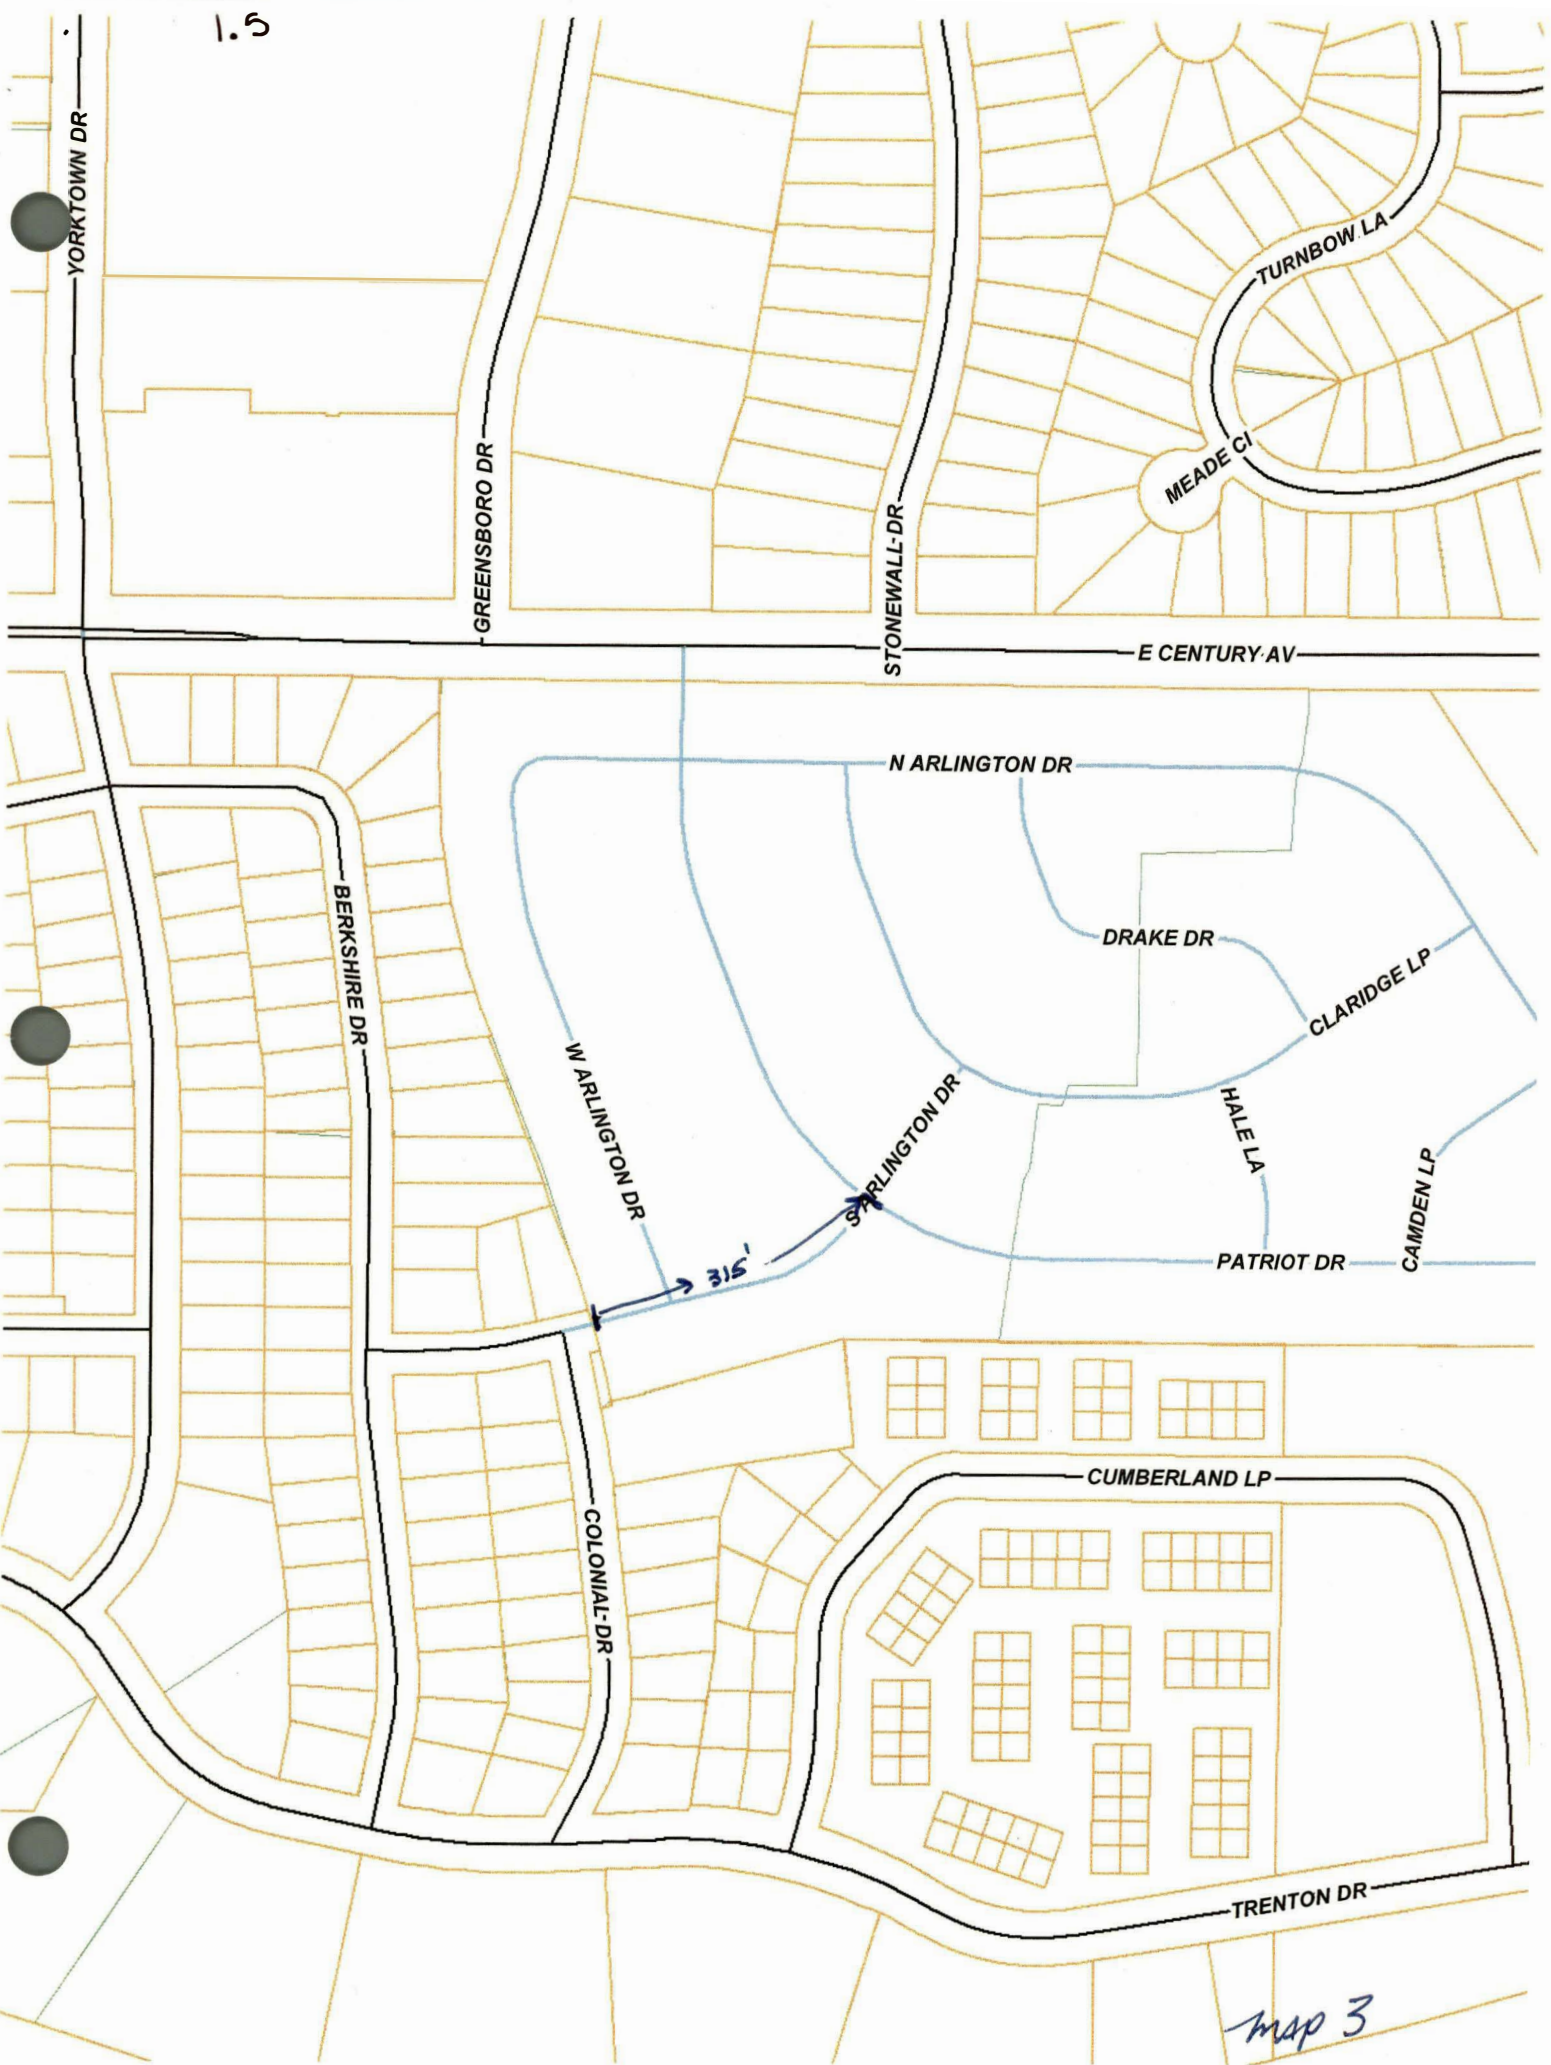 1.5
YORKTOWN DR
TURNBOW LA
MEADE CI
GREENSBORO DR
STONEWALL DR
E CENTURY AV
N ARLINGTON DR
BERKSHIRE DR
DRAKE DR
CLARIDGE LP
W ARLINGTON DR
S ARLINGTON DR
HALE LA
CAMDEN LP
315'
PATRIOT DR
CUMBERLAND LP
COLONIAL DR
TRENTON DR
map 3